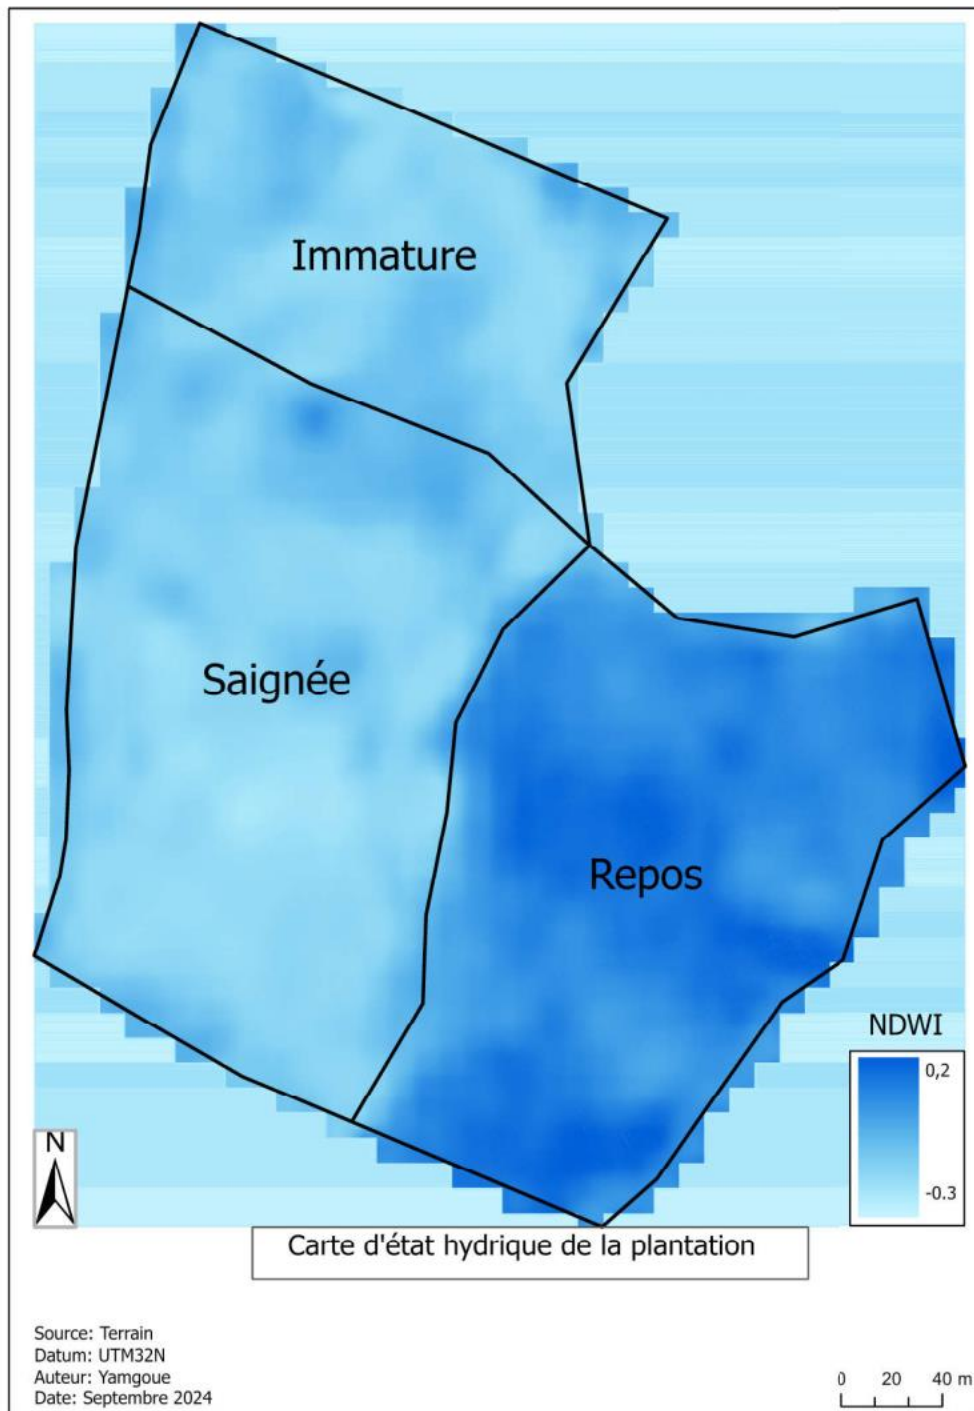 Immature
Saignée
Repos
NDWI
0,2
-0.3
N
Carte d'état hydrique de la plantation
Source: Terrain
Datum: UTM32N
Auteur: Yamgoue
Date: Septembre 2024
0 20 40 m